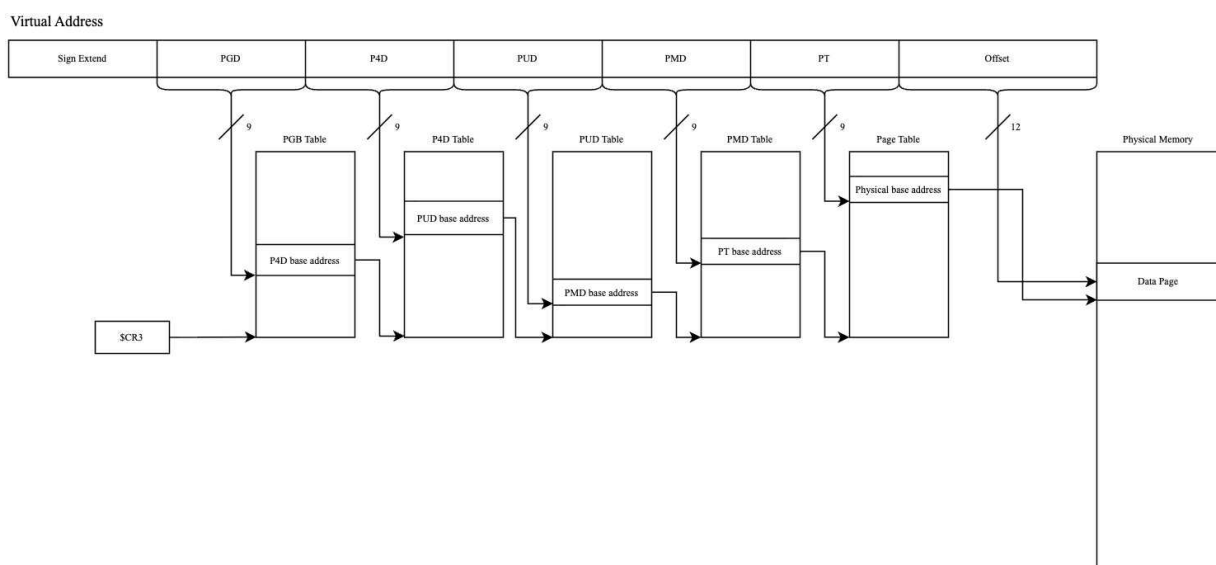 Virtual Address
Sign Extend PGD P4D PUD PMD PT Offset
9 9 9 9 9 12
PGB Table P4D Table PUD Table PMD Table Page Table Physical Memory
Physical base address
PUD base address
PT base address
P4D base address
Data Page
PMD base address
$CR3